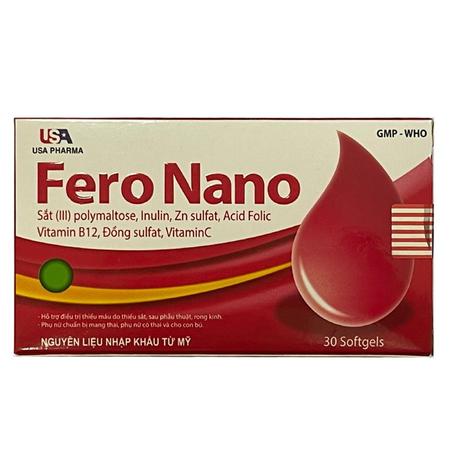 USA
USA PHARMA
GMP - WHO
Fero Nano
Sắt (III) polymaltose, Inulin, Zn sulfat, Acid Folic
Vitamin B12, Đồng sulfat, VitaminC
- Hỗ trợ điều trị thiếu máu do thiếu sắt, sau phẫu thuật, rong kinh.
- Phụ nữ chuẩn bị mang thai, phụ nữ có thai và cho con bú.
NGUYÊN LIỆU NHẬP KHẨU TỪ MỸ
30 Softgels